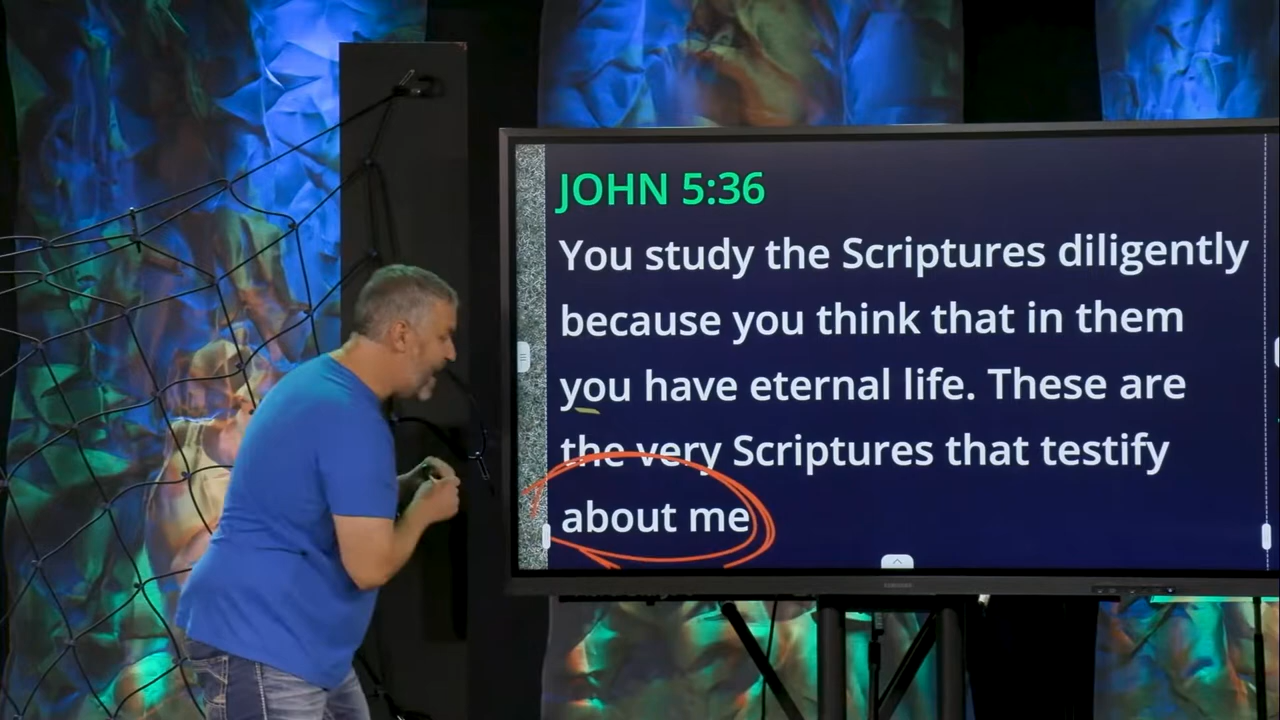 JOHN 5:36
You study the Scriptures diligently
because you think that in them
you have eternal life. These are
the very Scriptures that testify
about me
SAMSUNG